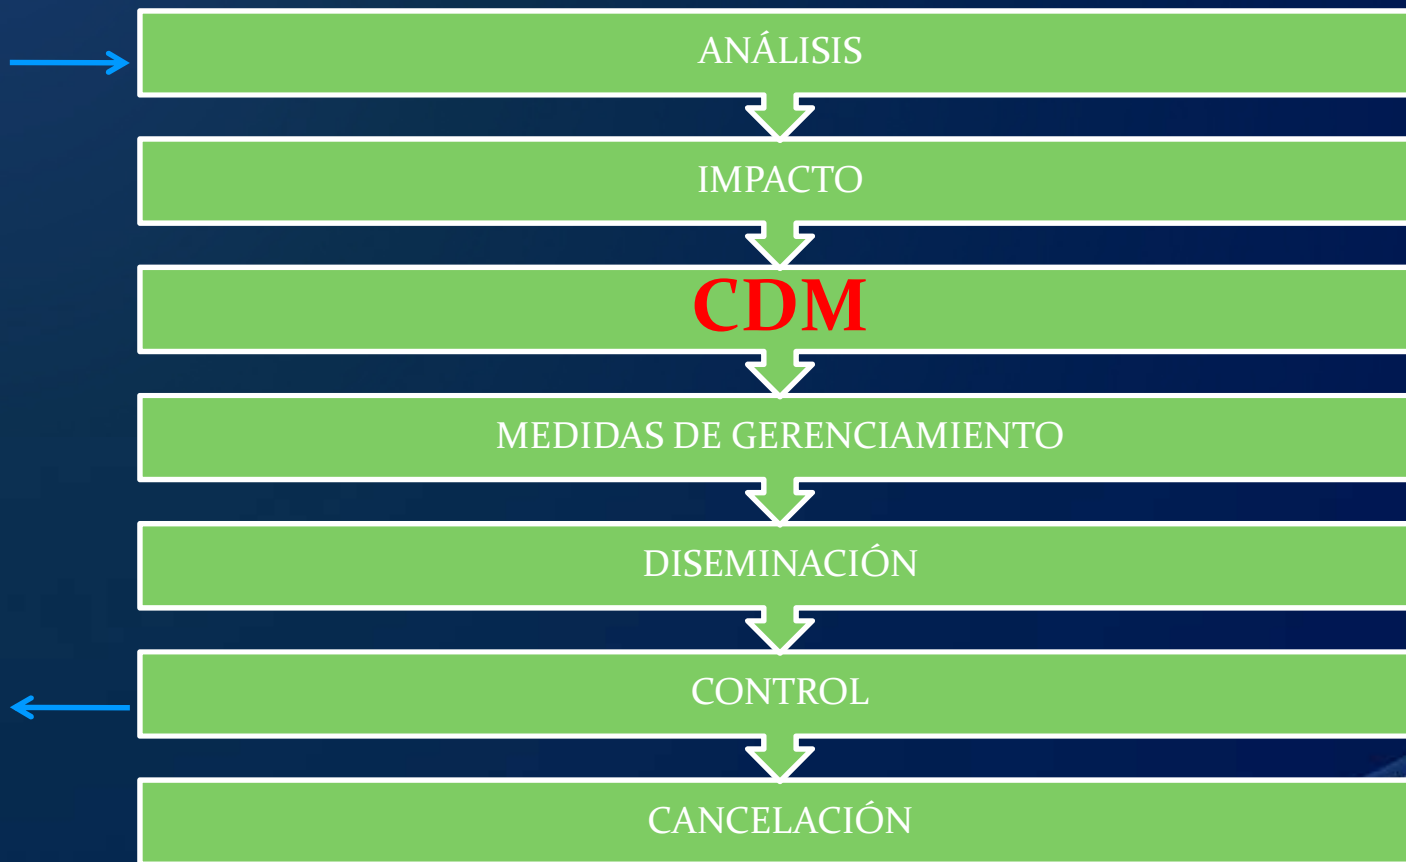 ANÁLISIS
IMPACTO
CDM
MEDIDAS DE GERENCIAMIENTO
DISEMINACIÓN
CONTROL
CANCELACIÓN